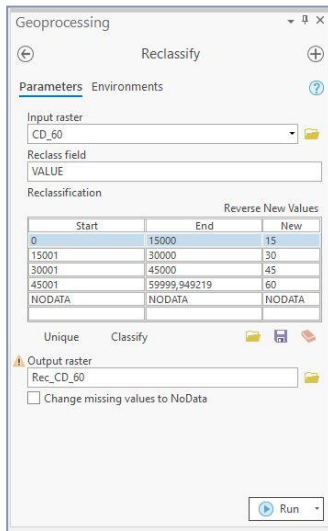 Geoprocessing
Reclassify
Parameters Environments
Input raster
CD_60
Reclass field
VALUE
Reclassification
Reverse New Values
Start End New
0 15000 15
15001 30000 30
30001 45000 45
45001 59999,949219 60
NODATA NODATA NODATA
Unique Classify
Output raster
Rec_CD_60
Change missing values to NoData
Run